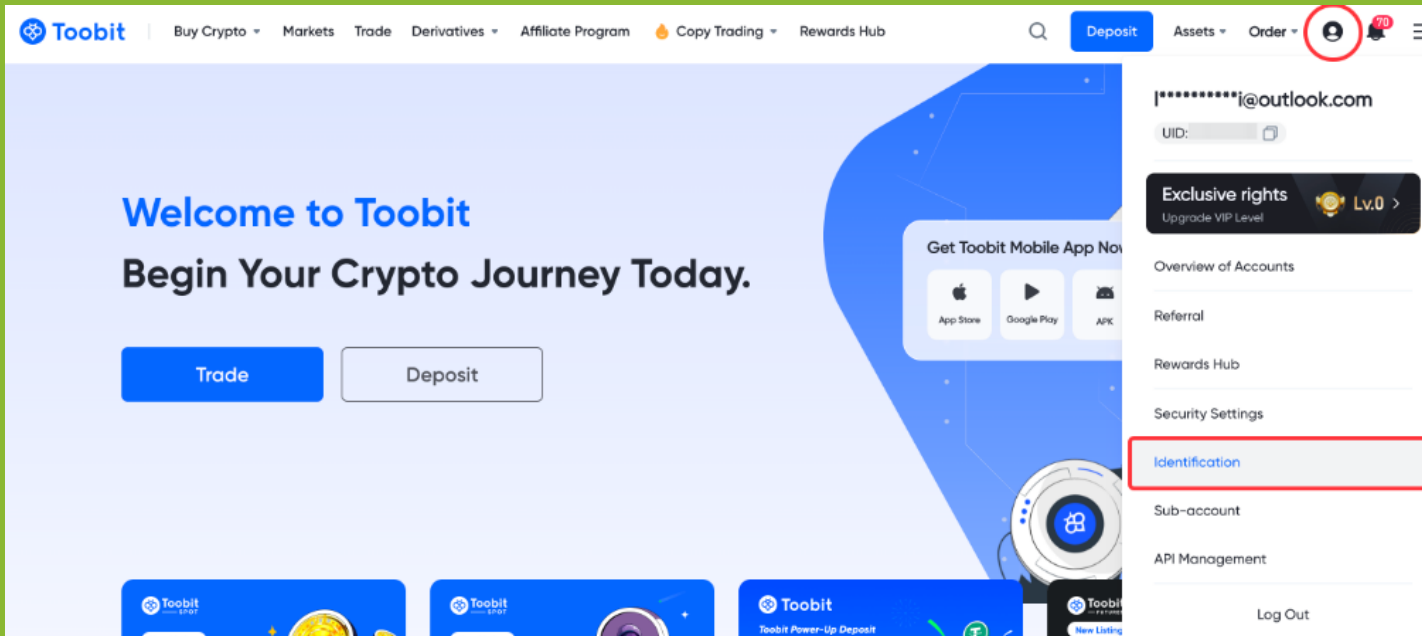 Toobit
Buy Crypto Markets Trade Derivatives Affiliate Program Copy Trading Rewards Hub Deposit Assets Order 70
l**********i@outlook.com
UID:
Exclusive rights
Upgrade VIP Level
Lv.0
Overview of Accounts
Referral
Rewards Hub
Security Settings
Identification
Sub-account
API Management
Log Out
Welcome to Toobit
Begin Your Crypto Journey Today.
Trade
Deposit
Get Toobit Mobile App Now
App Store
Google Play
APK
Toobit
SPOT
Toobit
SPOT
Toobit
Toobit Power-Up Deposit
Toobit
FUTURES
New Listing